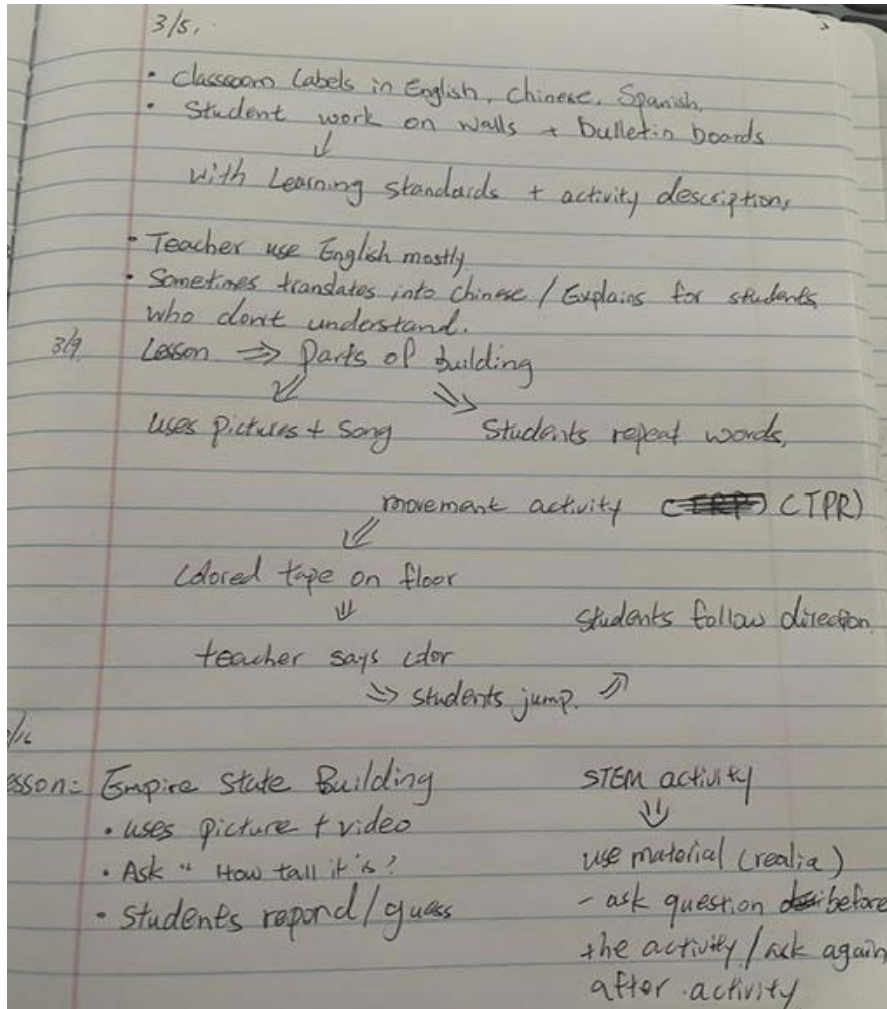 3/5,
• Classroom Labels in English, Chinese, Spanish,
• Student work on walls + bulletin boards
↓
with Learning standards + activity description,
• Teacher use English mostly
• Sometimes translates into Chinese / Explains for students
who don't understand.
3/9 Lesson ⇒ Parts of building
uses pictures + song
Students repeat words,
movement activity (TPR)
Colored tape on floor
teacher says color
⇒ students jump.
Students follow direction.
/16
esson: Empire State Building
• uses picture + video
• Ask " How tall it is?
• Students repond / guess
STEM activity
use material (realia)
- ask question before
the activity / ask again
after activity